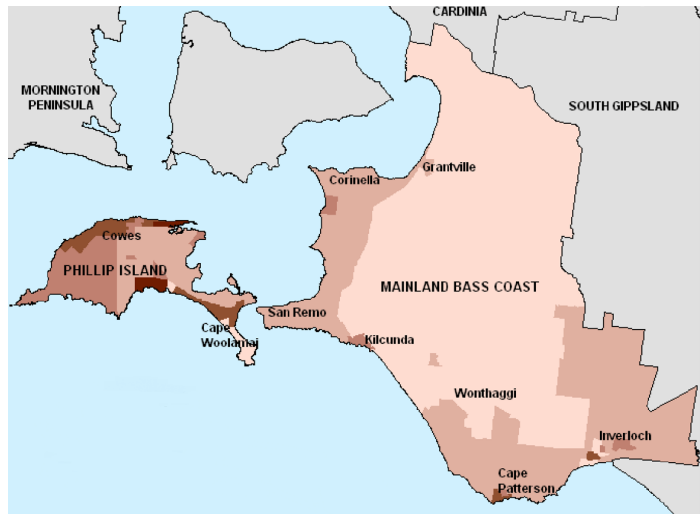 CARDINIA
MORNINGTON
PENINSULA
SOUTH GIPPSLAND
Grantville
Corinella
Cowes
PHILLIP ISLAND
MAINLAND BASS COAST
San Remo
Cape
Woolamai
Kilcunda
Wonthaggi
Inverloch
Cape
Patterson